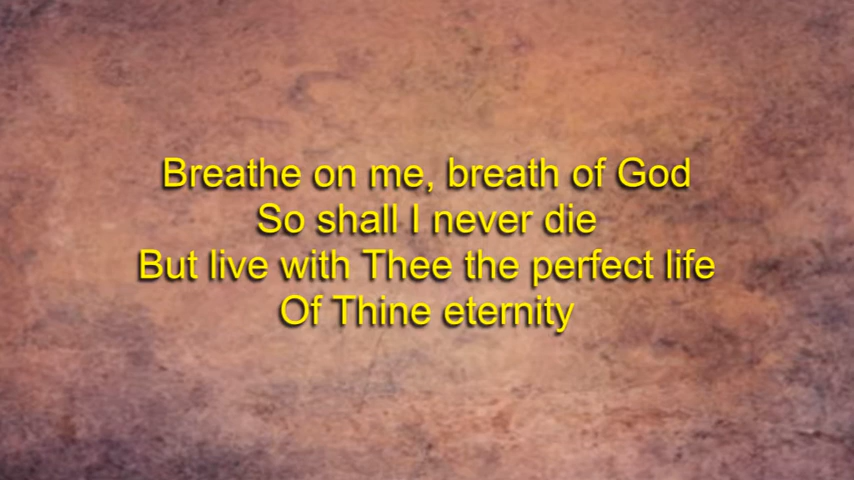 Breathe on me, breath of God
So shall I never die
But live with Thee the perfect life
Of Thine eternity